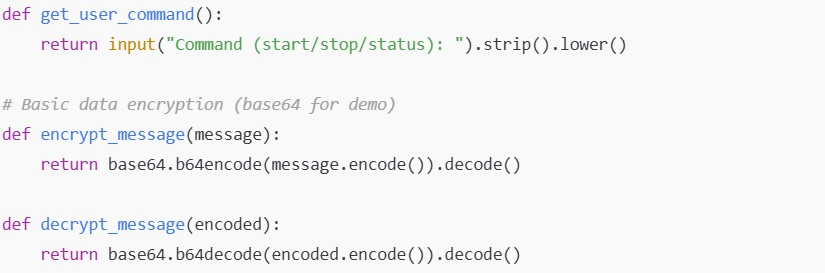 def get_user_command():
    return input("Command (start/stop/status): ").strip().lower()
# Basic data encryption (base64 for demo)
def encrypt_message(message):
    return base64.b64encode(message.encode()).decode()
def decrypt_message(encoded):
    return base64.b64decode(encoded.encode()).decode()